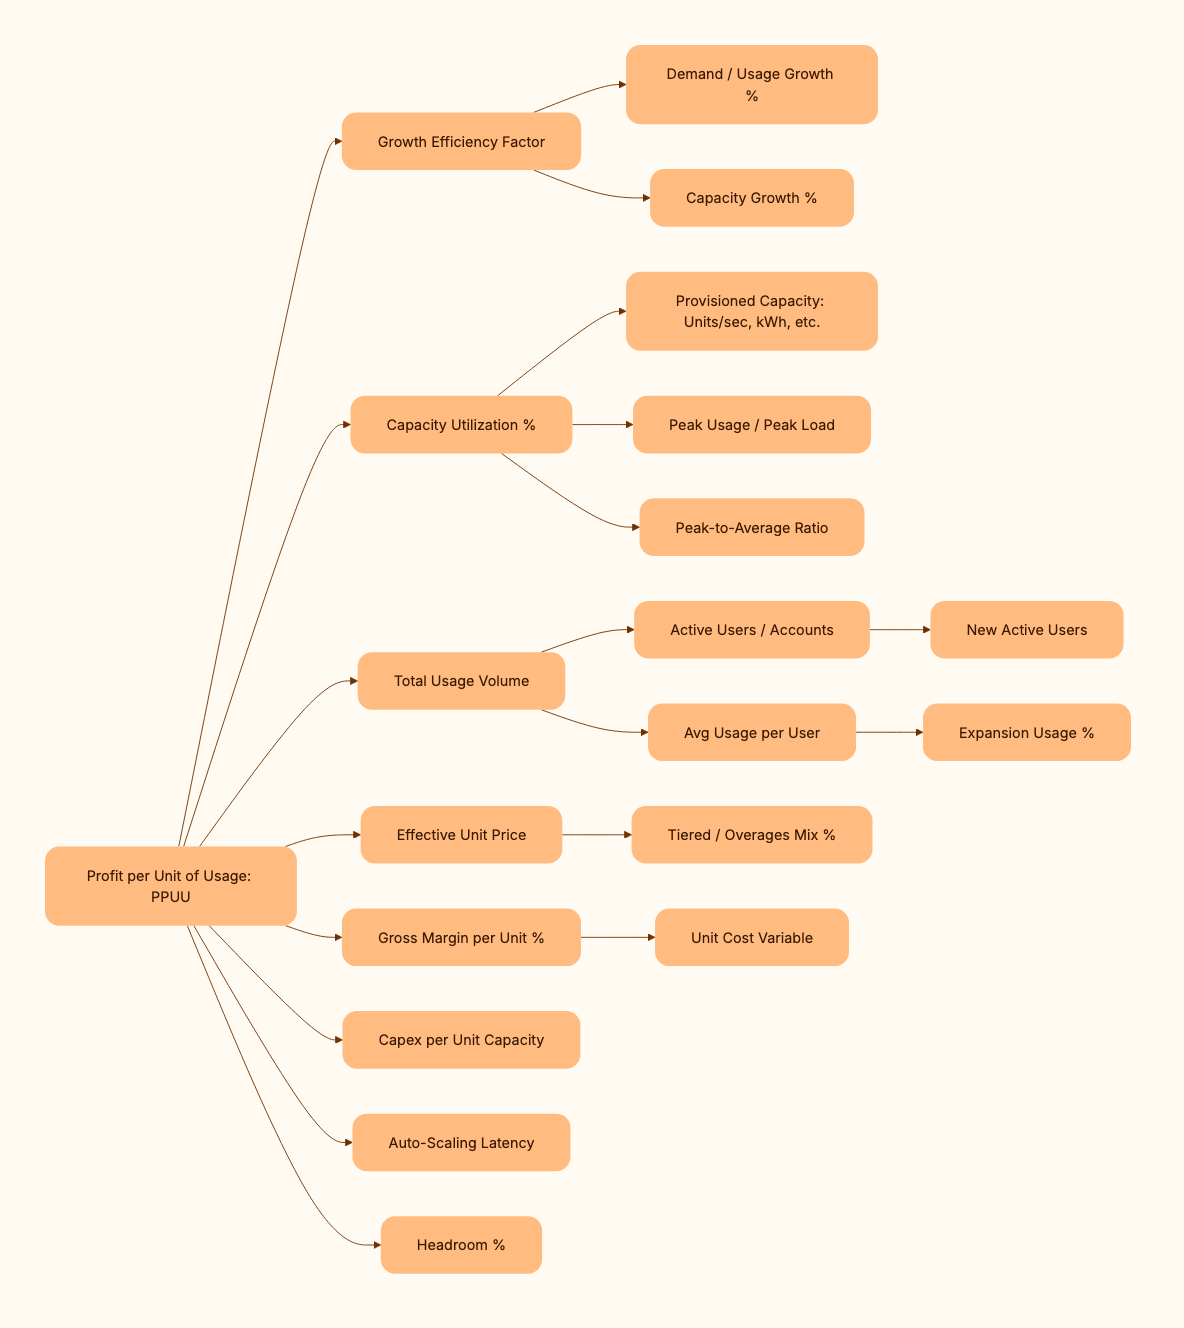 Demand / Usage Growth
%
Growth Efficiency Factor
Capacity Growth %
Provisioned Capacity:
Units/sec, kWh, etc.
Capacity Utilization %
Peak Usage / Peak Load
Peak-to-Average Ratio
Active Users / Accounts
New Active Users
Total Usage Volume
Avg Usage per User
Expansion Usage %
Effective Unit Price
Tiered / Overages Mix %
Profit per Unit of Usage:
PPUU
Gross Margin per Unit %
Unit Cost Variable
Capex per Unit Capacity
Auto-Scaling Latency
Headroom %